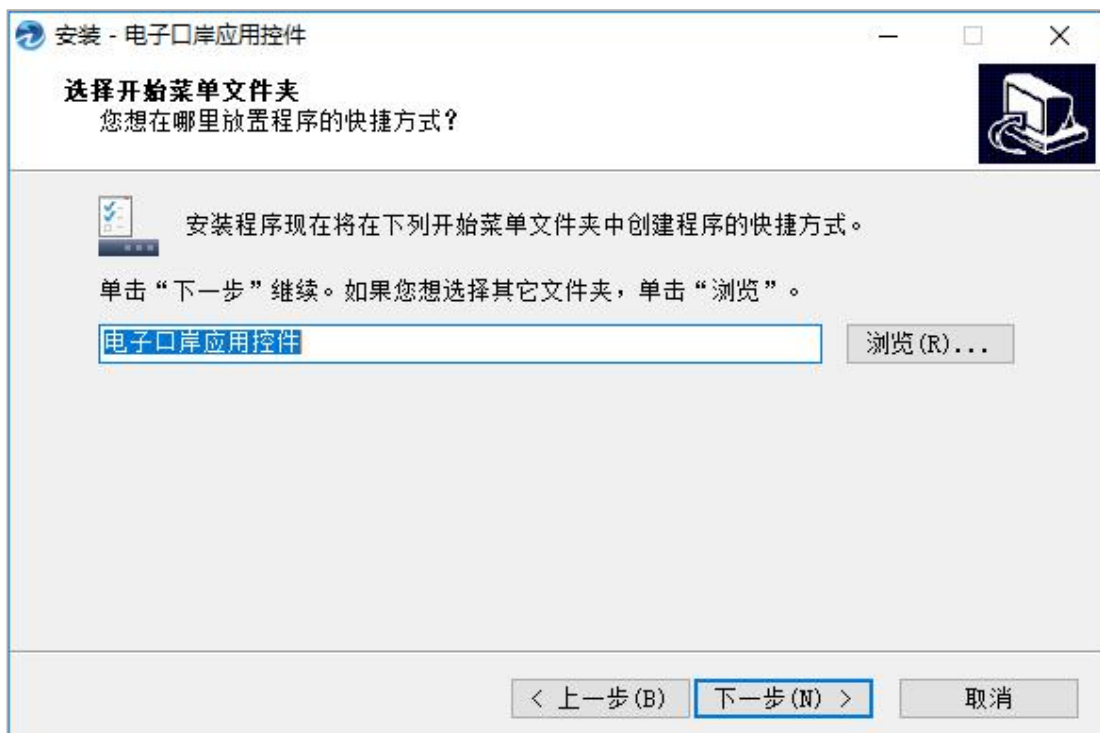 安装 - 电子口岸应用控件
选择开始菜单文件夹
您想在哪里放置程序的快捷方式?
安装程序现在将在下列开始菜单文件夹中创建程序的快捷方式。
单击“下一步”继续。如果您想选择其它文件夹，单击“浏览”。
电子口岸应用控件
浏览(R)...
< 上一步(B)
下一步(N) >
取消